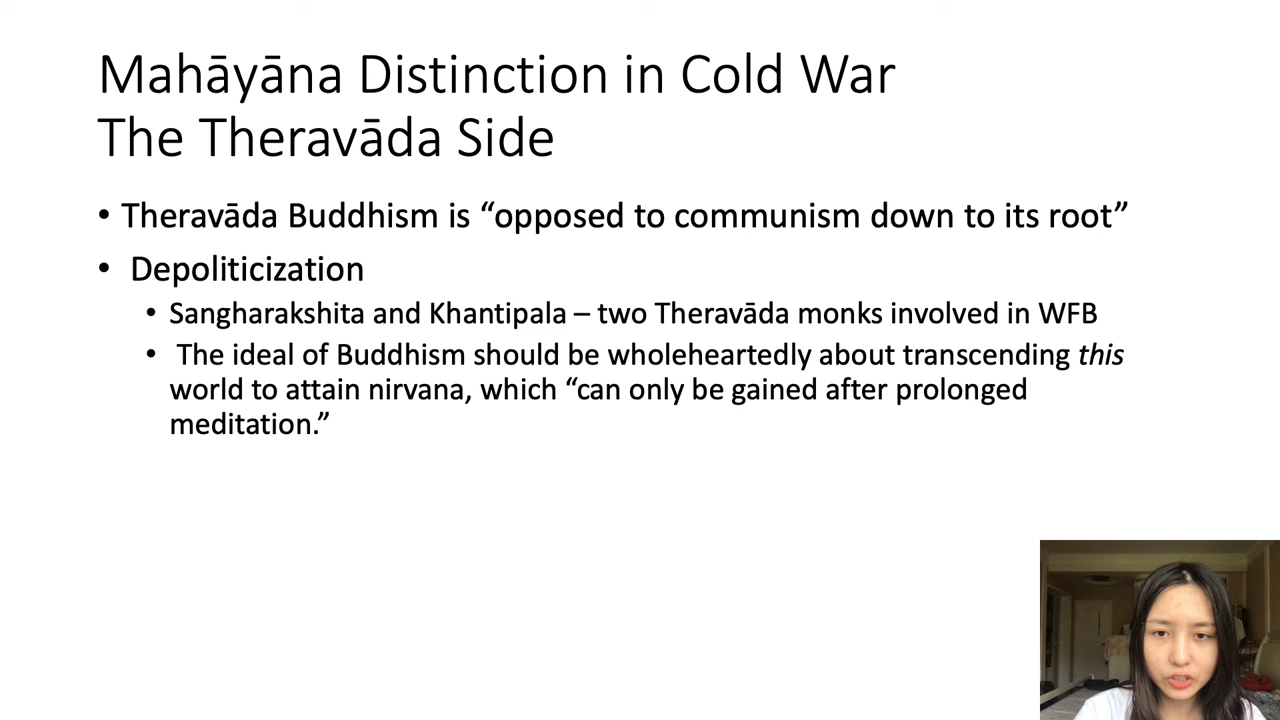 Mahāyāna Distinction in Cold War
The Theravāda Side
• Theravāda Buddhism is “opposed to communism down to its root”
• Depoliticization
• Sangharakshita and Khantipala – two Theravāda monks involved in WFB
• The ideal of Buddhism should be wholeheartedly about transcending this
world to attain nirvana, which “can only be gained after prolonged
meditation.”